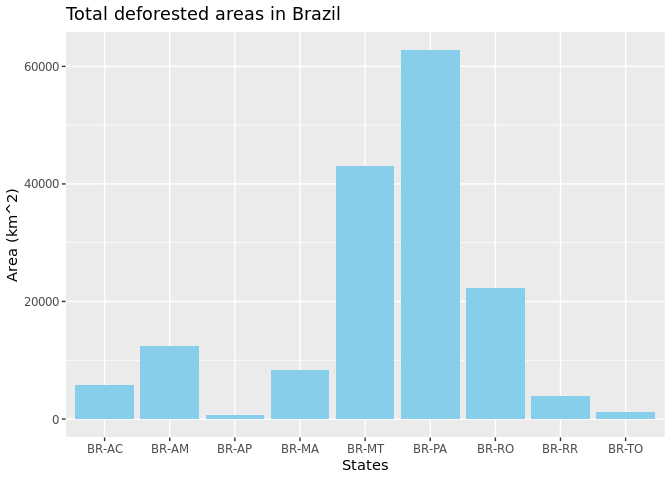 Total deforested areas in Brazil
60000
40000
20000
0
Area (km^2)
BR-AC BR-AM BR-AP BR-MA BR-MT BR-PA BR-RO BR-RR BR-TO
States